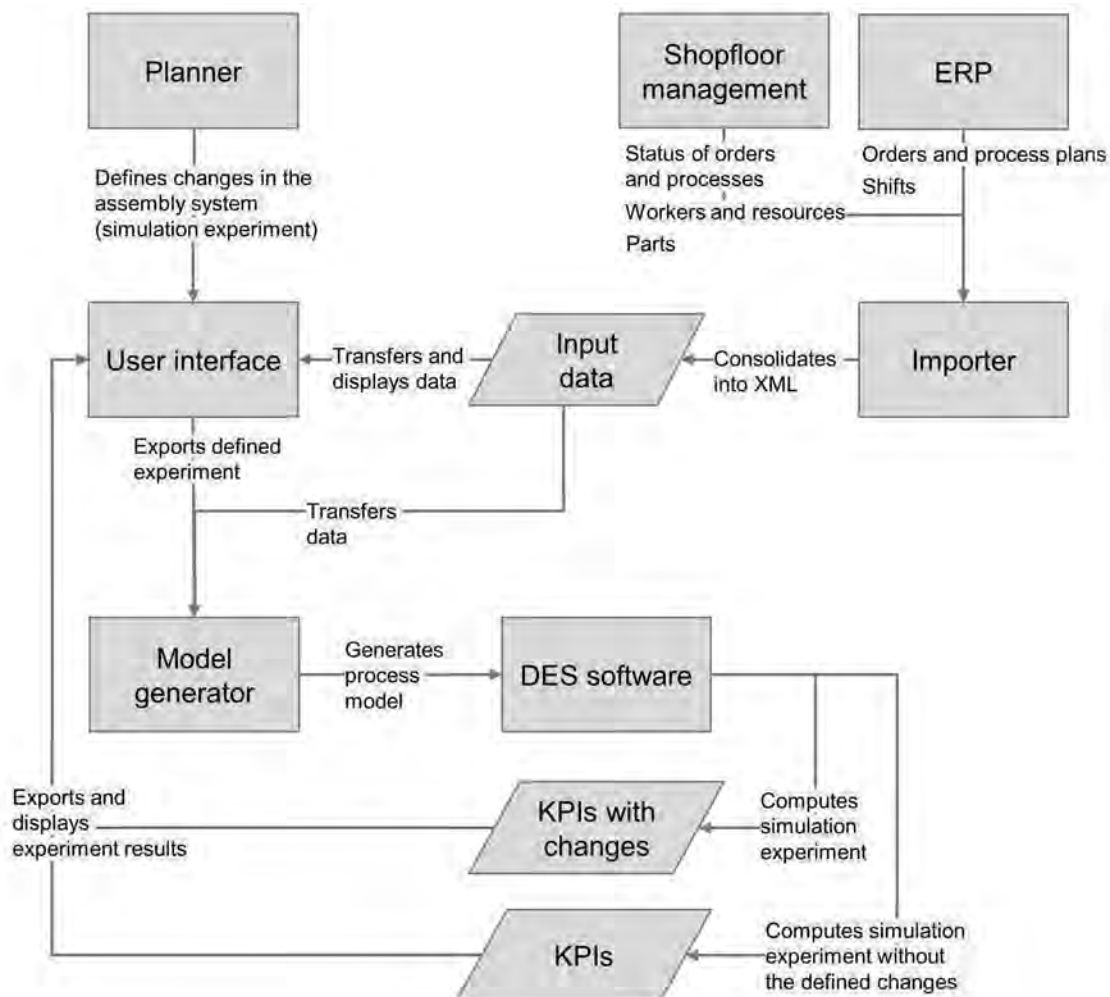 Planner
Shopfloor
management
ERP
Defines changes in the
assembly system
(simulation experiment)
Status of orders
and processes
Workers and resources
Parts
Orders and process plans
Shifts
User interface
Transfers and
displays data
Input
data
Consolidates
into XML
Importer
Exports defined
experiment
Transfers
data
Model
generator
Generates
process
model
DES software
Exports and
displays
experiment results
KPIs with
changes
Computes
simulation
experiment
KPIs
Computes simulation
experiment without
the defined changes